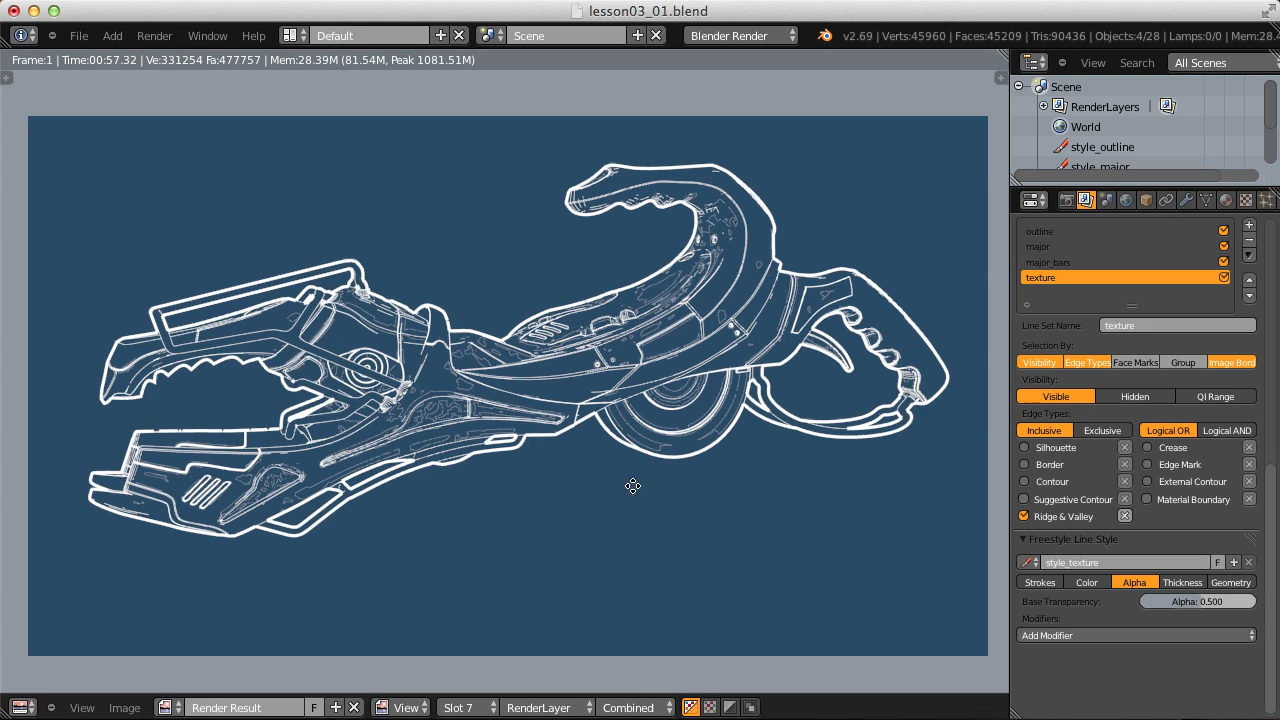 lesson03_01.blend
File Add Render Window Help Default Scene Blender Render v2.69 | Verts:45960 | Faces:45209 | Tris:90436 | Objects:4/28 | Lamps:0/0 | Mem:28.4
Frame:1 | Time:00:57.32 | Ve:331254 Fa:477757 | Mem:28.39M (81.54M, Peak 1081.51M)
View Search All Scenes
Scene
RenderLayers |
World
style_outline
style_major
outline
major
major_bars
texture
Line Set Name: texture
Selection By:
Visibility Edge Types Face Marks Group Image Bord
Visibility:
Visible Hidden QI Range
Edge Types:
Inclusive Exclusive Logical OR Logical AND
Silhouette Crease
Border Edge Mark
Contour External Contour
Suggestive Contour Material Boundary
Ridge & Valley
Freestyle Line Style
style_texture F
Strokes Color Alpha Thickness Geometry
Base Transparency: Alpha: 0.500
Modifiers:
Add Modifier
View Image Render Result F View Slot 7 RenderLayer Combined